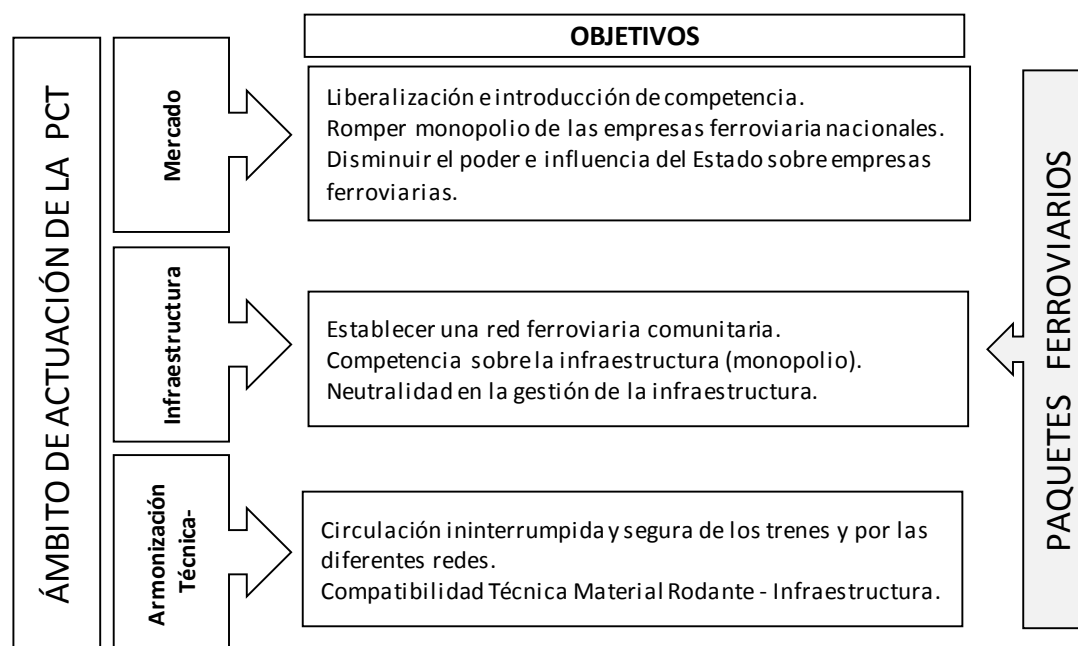 OBJETIVOS
ÁMBITO DE ACTUACIÓN DE LA PCT
Mercado
Liberalización e introducción de competencia.
Romper monopolio de las empresas ferroviaria nacionales.
Disminuir el poder e influencia del Estado sobre empresas
ferroviarias.
Infraestructura
Establecer una red ferroviaria comunitaria.
Competencia sobre la infraestructura (monopolio).
Neutralidad en la gestión de la infraestructura.
Armonización
Técnica-
Circulación ininterrumpida y segura de los trenes y por las
diferentes redes.
Compatibilidad Técnica Material Rodante - Infraestructura.
PAQUETES FERROVIARIOS